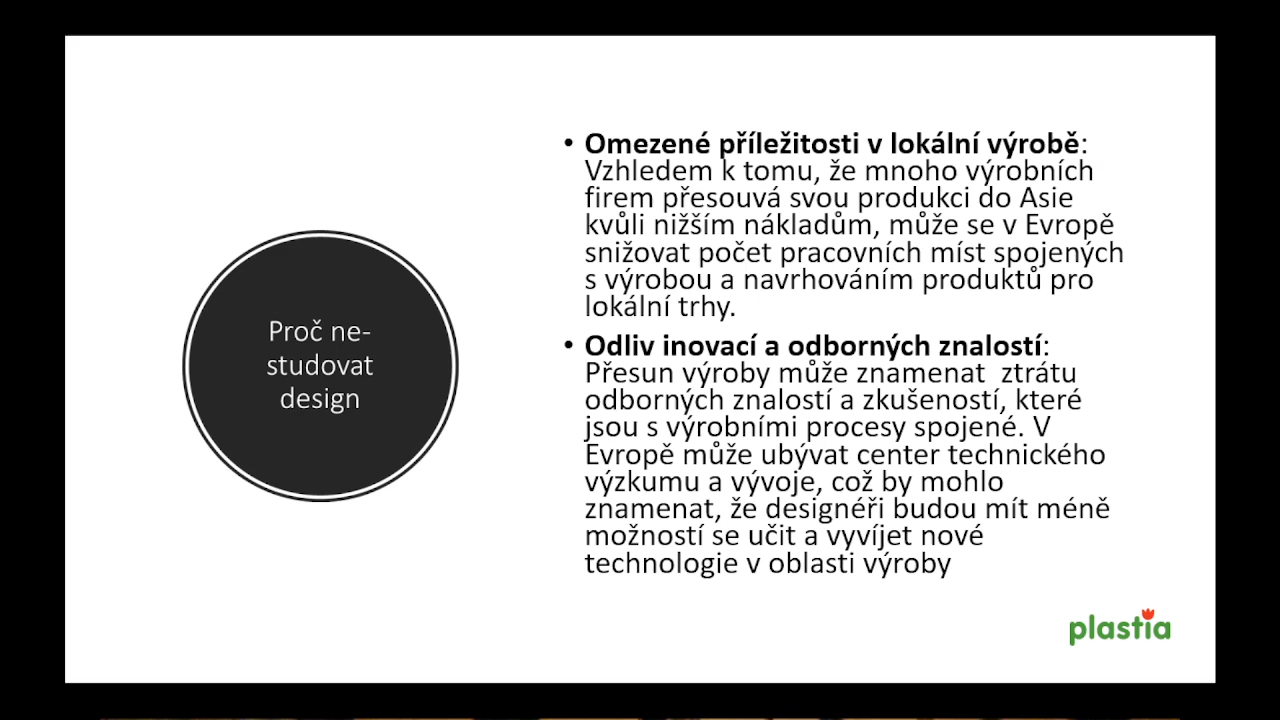 Proč ne-
studovat
design
• Omezené příležitosti v lokální výrobě:
Vzhledem k tomu, že mnoho výrobních
firem přesouvá svou produkci do Asie
kvůli nižším nákladům, může se v Evropě
snižovat počet pracovních míst spojených
s výrobou a navrhováním produktů pro
lokální trhy.
• Odliv inovací a odborných znalostí:
Přesun výroby může znamenat  ztrátu
odborných znalostí a zkušeností, které
jsou s výrobními procesy spojené. V
Evropě může ubývat center technického
výzkumu a vývoje, což by mohlo
znamenat, že designéři budou mít méně
možností se učit a vyvíjet nové
technologie v oblasti výroby
plastia